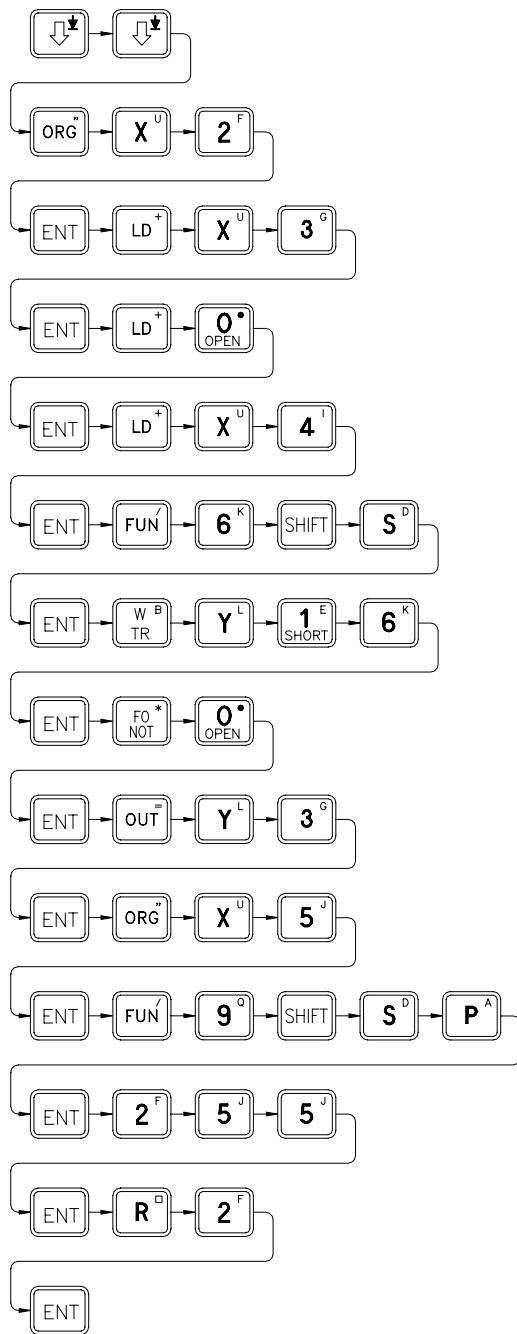 ORG " X U 2 F
ENT LD + X U 3 G
ENT LD + 0 • OPEN
ENT LD + X U 4 I
ENT FUN / 6 K SHIFT S D
ENT W B TR Y L 1 E SHORT 6 K
ENT FO * NOT 0 • OPEN
ENT OUT = Y L 3 G
ENT ORG " X U 5 J
ENT FUN / 9 Q SHIFT S D P A
ENT 2 F 5 J 5 J
ENT R □ 2 F
ENT